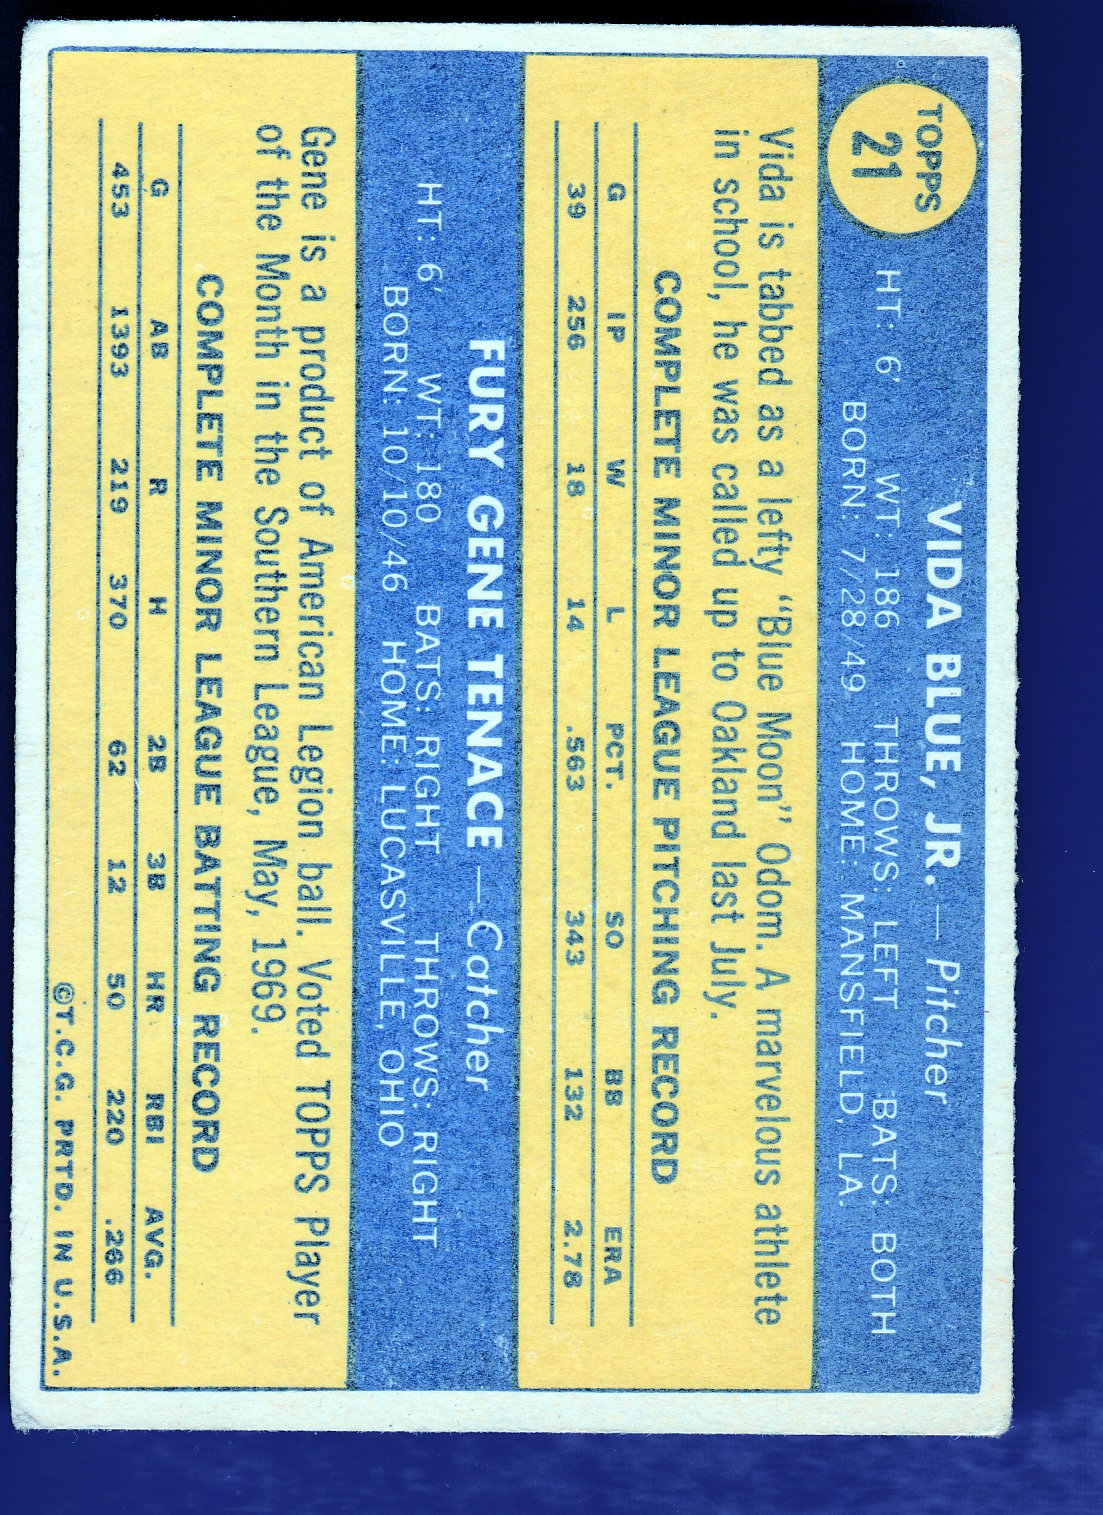 TOPPS
21
VIDA BLUE, JR. — Pitcher
HT: 6' WT: 186 THROWS: LEFT BATS: BOTH
BORN: 7/28/49 HOME: MANSFIELD, LA.
Vida is tabbed as a lefty "Blue Moon" Odom. A marvelous athlete
in school, he was called up to Oakland last July.
COMPLETE MINOR LEAGUE PITCHING RECORD
G IP W L PCT. SO BB ERA
39 256 18 14 .563 343 132 2.78
FURY GENE TENACE — Catcher
HT: 6' WT: 180 BATS: RIGHT THROWS: RIGHT
BORN: 10/10/46 HOME: LUCASVILLE, OHIO
Gene is a product of American Legion ball. Voted TOPPS Player
of the Month in the Southern League, May, 1969.
COMPLETE MINOR LEAGUE BATTING RECORD
G AB R H 2B 3B HR RBI AVG.
453 1393 219 370 62 12 50 220 .266
©T.C.G. PRTD. IN U.S.A.